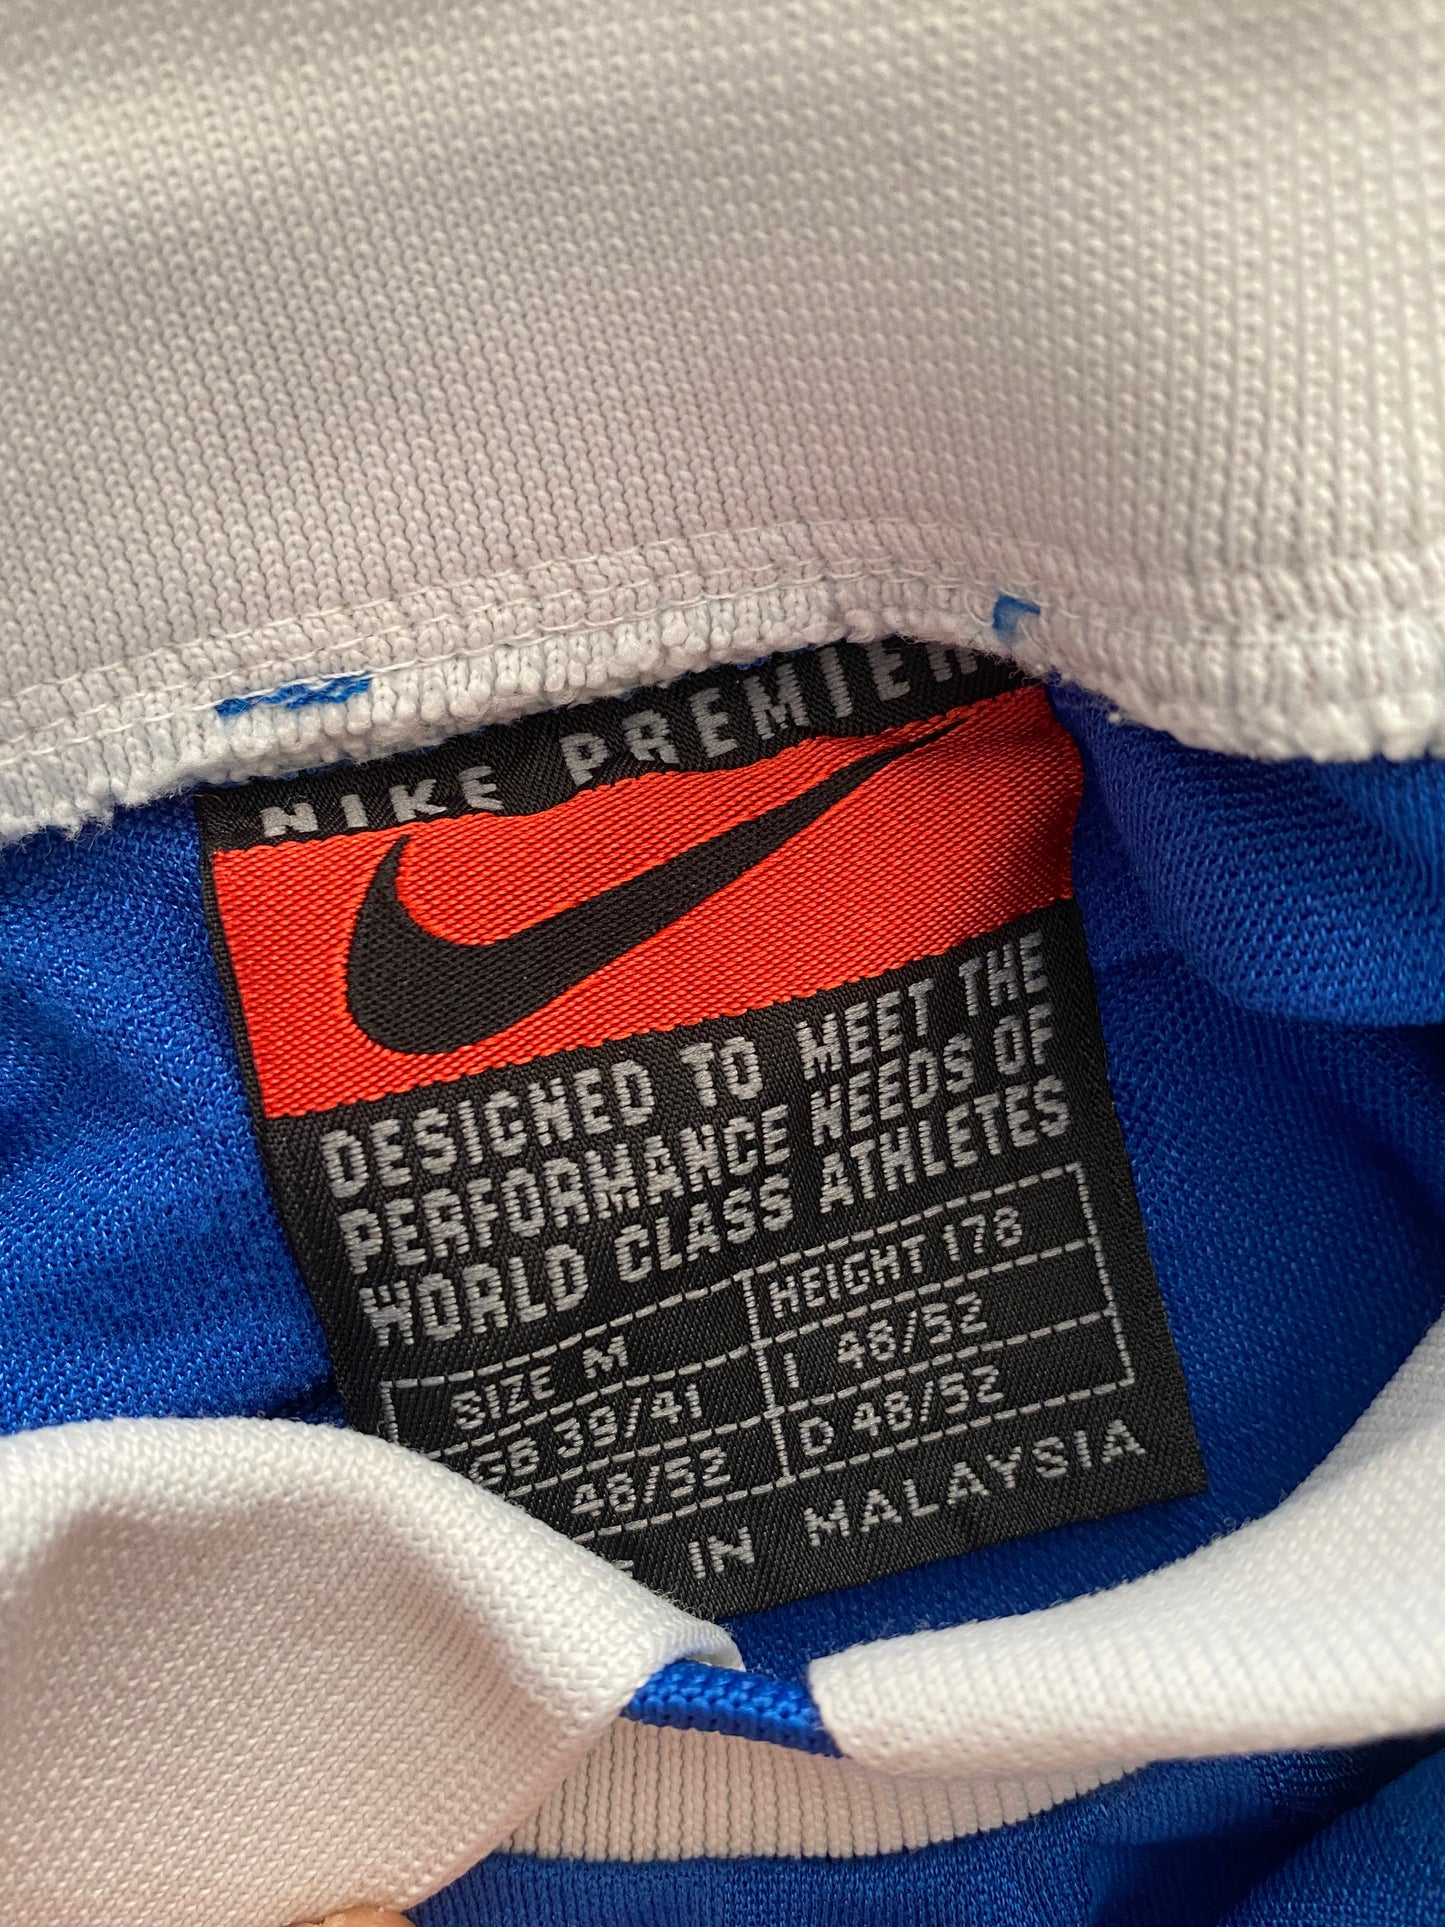 NIKE PREMIER
DESIGNED TO MEET THE
PERFORMANCE NEEDS OF
WORLD CLASS ATHLETES
SIZE M HEIGHT 178
GB 39/41 I 48/52
48/52 D 48/52
IN MALAYSIA